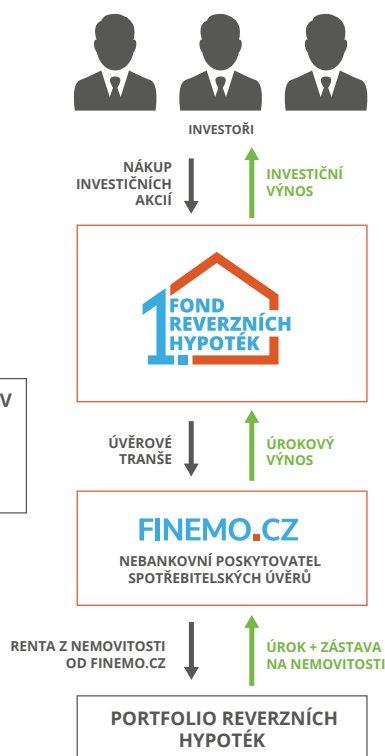 INVESTOŘI
NÁKUP
INVESTIČNÍCH
AKCIÍ
INVESTIČNÍ
VÝNOS
1.
FOND
REVERZNÍCH
HYPOTÉK
V
ÚVĚROVÉ
TRANŠE
ÚROKOVÝ
VÝNOS
FINEMO.CZ
NEBANKOVNÍ POSKYTOVATEL
SPOTŘEBITELSKÝCH ÚVĚRŮ
RENTA Z NEMOVITOSTI
OD FINEMO.CZ
ÚROK + ZÁSTAVA
NA NEMOVITOSTI
PORTFOLIO REVERZNÍCH
HYPOTÉK